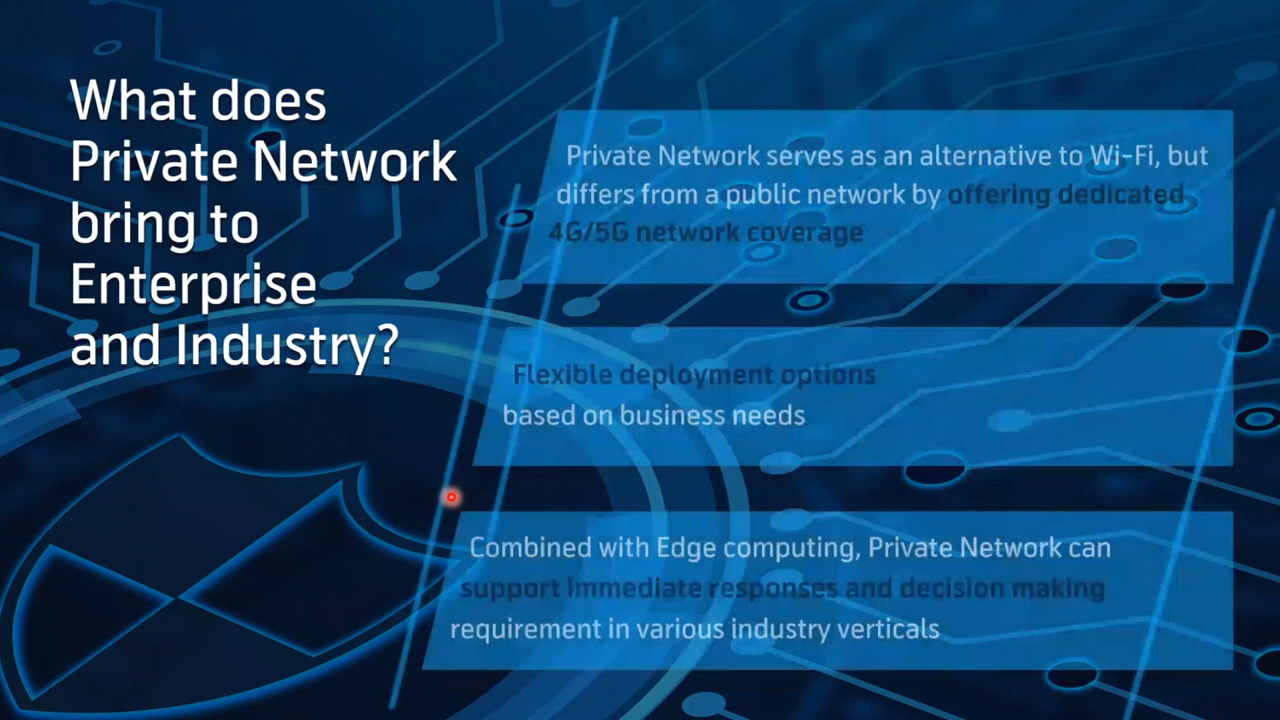 What does
Private Network
bring to
Enterprise
and Industry?
Private Network serves as an alternative to Wi-Fi, but
differs from a public network by offering dedicated
4G/5G network coverage
Flexible deployment options
based on business needs
Combined with Edge computing, Private Network can
support immediate responses and decision making
requirement in various industry verticals